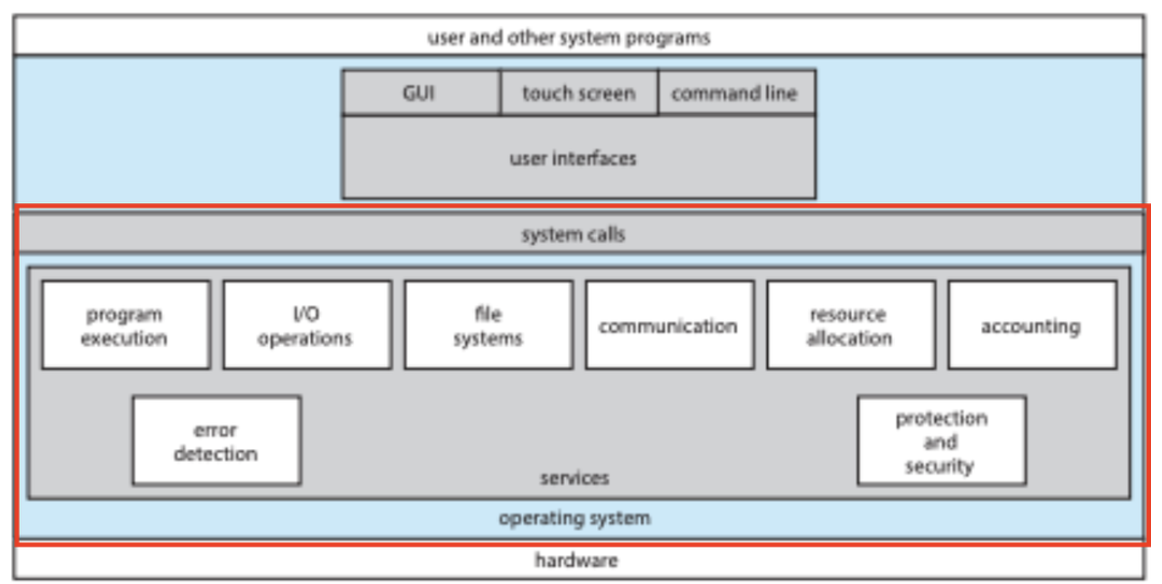 user and other system programs
GUI
touch screen
command line
user interfaces
system calls
program
execution
I/O
operations
file
systems
communication
resource
allocation
accounting
error
detection
protection
and
security
services
operating system
hardware